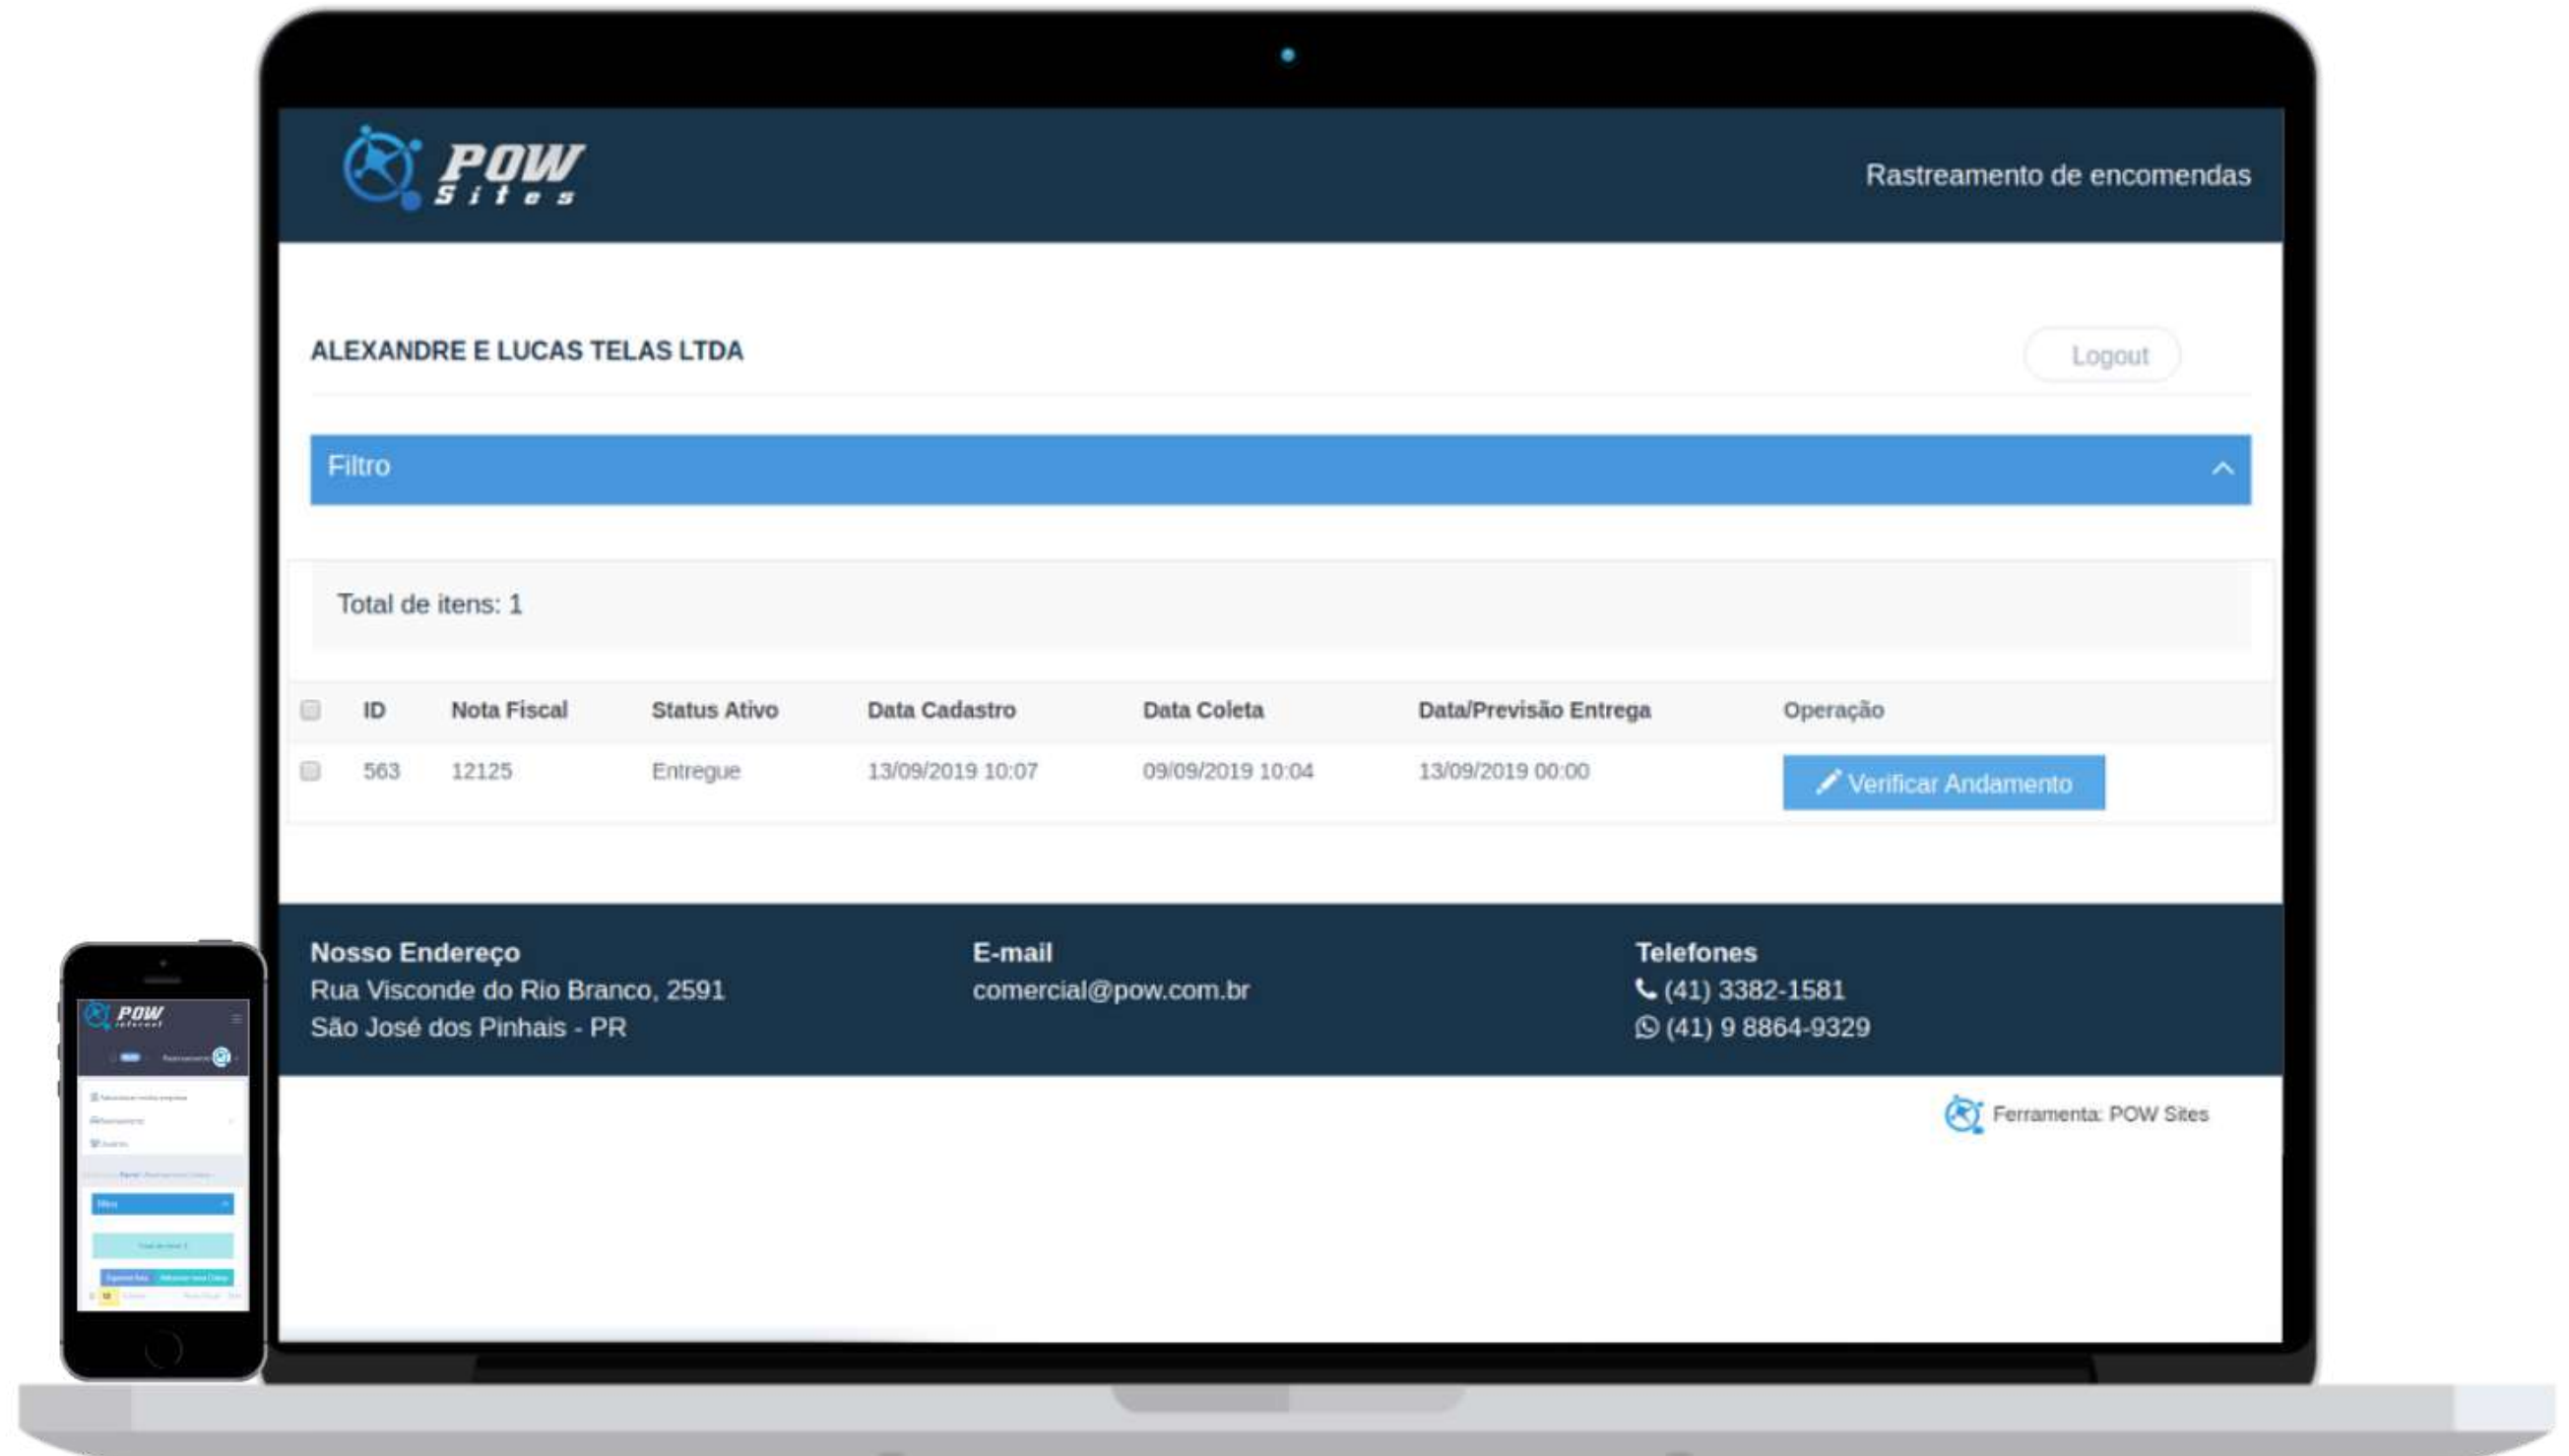 POW
Sites
Rastreamento de encomendas
ALEXANDRE E LUCAS TELAS LTDA
Logout
Filtro
Total de itens: 1
ID Nota Fiscal Status Ativo Data Cadastro Data Coleta Data/Previsão Entrega Operação
563 12125 Entregue 13/09/2019 10:07 09/09/2019 10:04 13/09/2019 00:00 Verificar Andamento
Nosso Endereço
Rua Visconde do Rio Branco, 2591
São José dos Pinhais - PR
E-mail
comercial@pow.com.br
Telefones
(41) 3382-1581
(41) 9 8864-9329
Ferramenta: POW Sites
POW
internet
Filtro